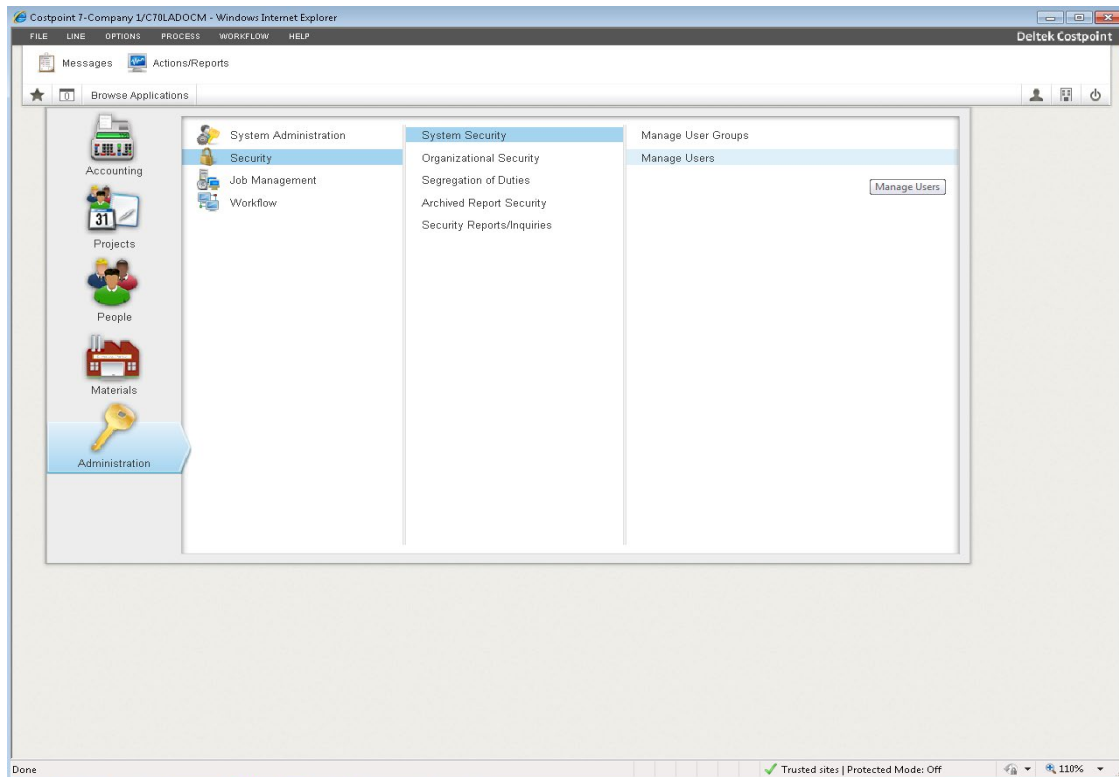 Costpoint 7-Company 1/C70LADOCM - Windows Internet Explorer
FILE LINE OPTIONS PROCESS WORKFLOW HELP
Deltek Costpoint
Messages Actions/Reports
0 Browse Applications
Accounting
31
Projects
People
Materials
Administration
System Administration
Security
Job Management
Workflow
System Security
Organizational Security
Segregation of Duties
Archived Report Security
Security Reports/Inquiries
Manage User Groups
Manage Users
Manage Users
Done
Trusted sites | Protected Mode: Off
110%